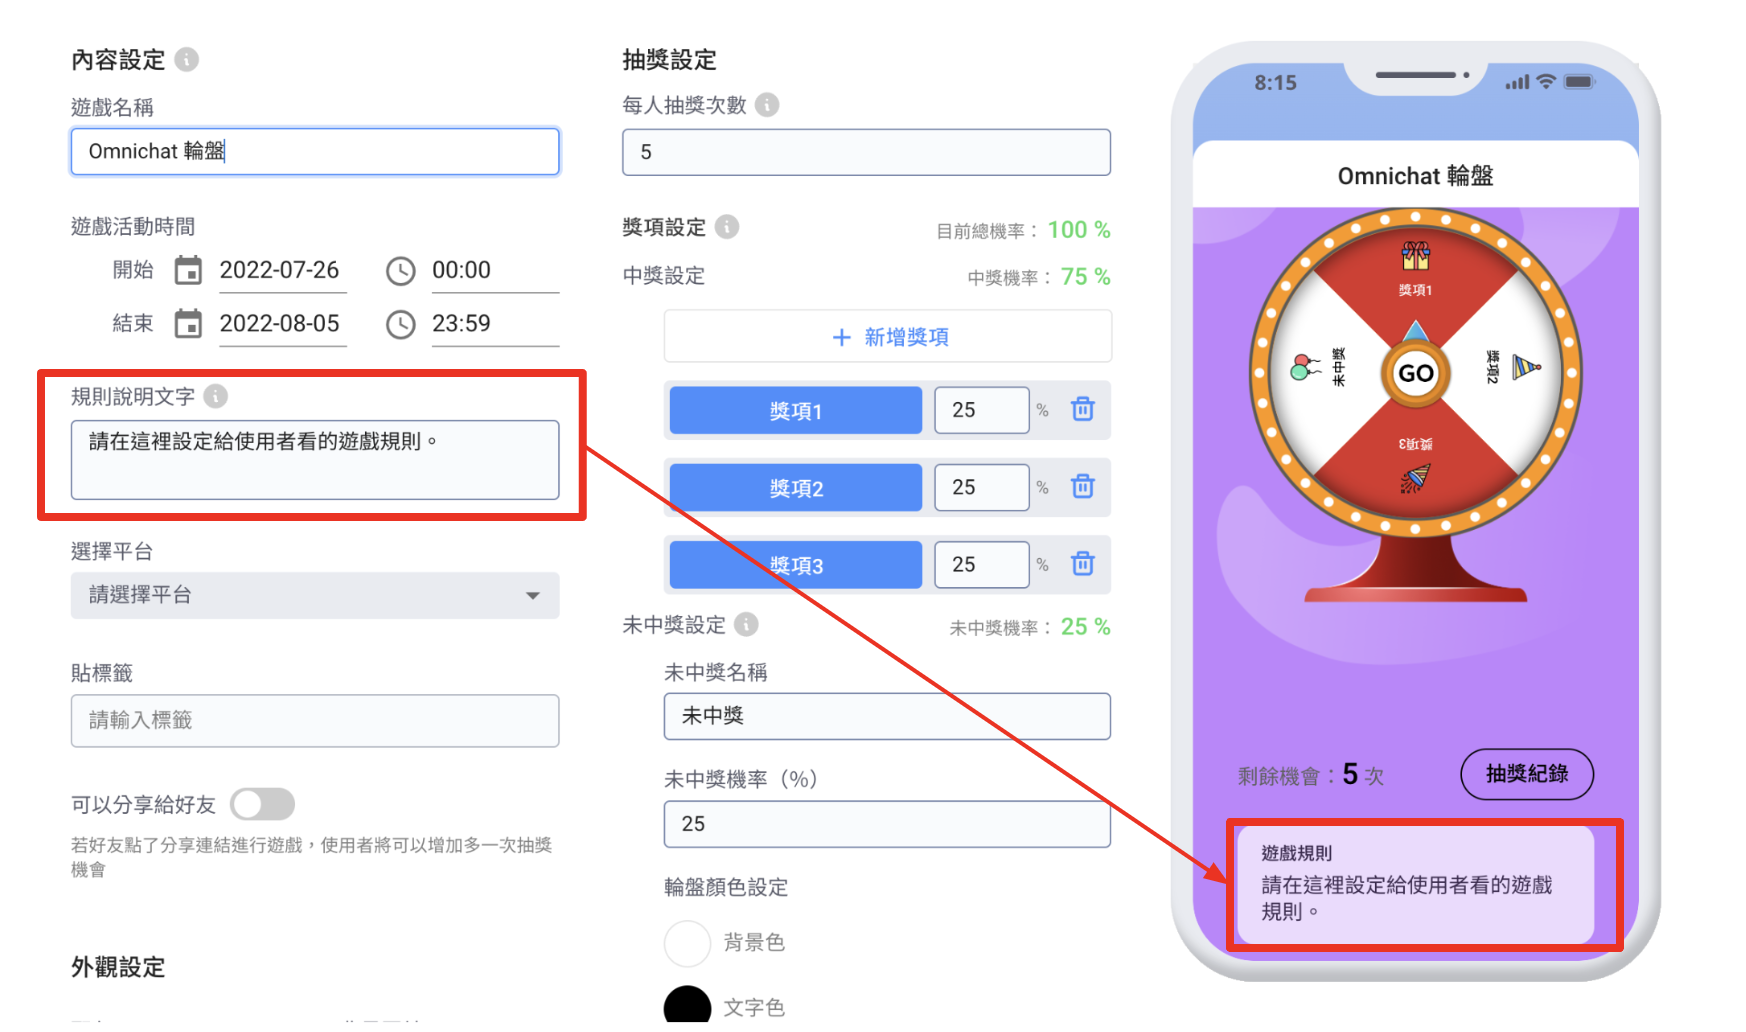 內容設定
遊戲名稱
Omnichat 輪盤
遊戲活動時間
開始 2022-07-26 00:00
結束 2022-08-05 23:59
規則說明文字
請在這裡設定給使用者看的遊戲規則。
選擇平台
請選擇平台
貼標籤
請輸入標籤
可以分享給好友
若好友點了分享連結進行遊戲，使用者將可以增加多一次抽獎
機會
外觀設定
抽獎設定
每人抽獎次數
5
獎項設定 目前總機率： 100 %
中獎設定 中獎機率： 75 %
+ 新增獎項
獎項1 25 %
獎項2 25 %
獎項3 25 %
未中獎設定 未中獎機率： 25 %
未中獎名稱
未中獎
未中獎機率（%）
25
輪盤顏色設定
背景色
文字色
8:15
Omnichat 輪盤
獎項1
未中獎
GO
獎項2
獎項3
剩餘機會：5 次
抽獎紀錄
遊戲規則
請在這裡設定給使用者看的遊戲
規則。